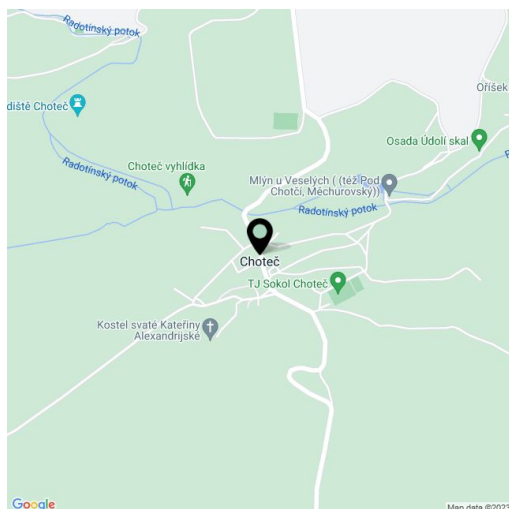 Radotínský potok
diště Choteč
Oříšek
Osada Údolí skal
Radotínský potok
Choteč vyhlídka
Mlýn u Veselých ( (též Pod
Chotčí, Měchurovský))
Radotínský potok
Choteč
TJ Sokol Choteč
Kostel svaté Kateřiny
Alexandrijské
Google
Map data ©2023